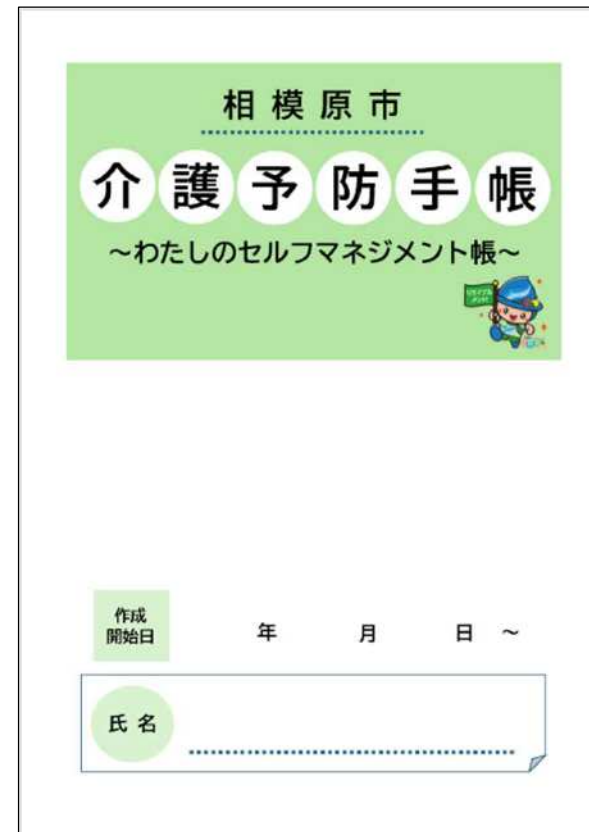 相模原市
介護予防手帳
～わたしのセルフマネジメント帳～
作成
開始日
年 月 日 ～
氏名